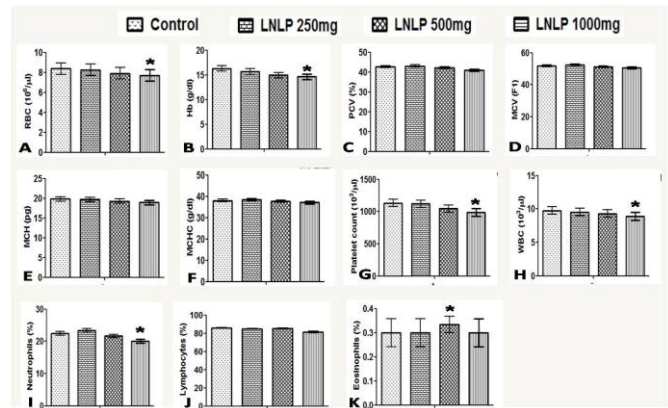 Control LNLP 250mg LNLP 500mg LNLP 1000mg
RBC (10⁶/µl)
10
8
6
4
2
0
*
A
Hb (g/dl)
20
15
10
5
0
*
B
PCV (%)
50
40
30
20
10
0
C
MCV (F1)
60
40
20
0
D
MCH (pg)
25
20
15
10
5
0
E
MCHC (g/dl)
50
40
30
20
10
0
F
Platelet count (10³/µl)
1500
1000
500
0
*
G
WBC (10³/µl)
15
10
5
0
*
H
Neutrophils (%)
30
20
10
0
*
I
Lymphocytes (%)
100
80
60
40
20
0
J
Eosinophils (%)
0.4
0.3
0.2
0.1
0.0
*
K